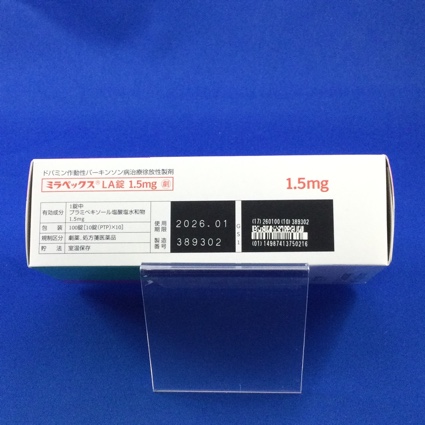 ドパミン作動性パーキンソン病治療徐放性製剤
ミラペックス® LA錠 1.5mg 劇
1.5mg
有効成分 1錠中
プラミペキソール塩酸塩水和物
1.5mg
包装 100錠[10錠(PTP)×10]
規制区分 劇薬、処方箋医薬品
貯法 室温保存
使用期限 2026.01
製造番号 389302
GS1
(17) 260100 (10) 389302
(01) 14987413750216